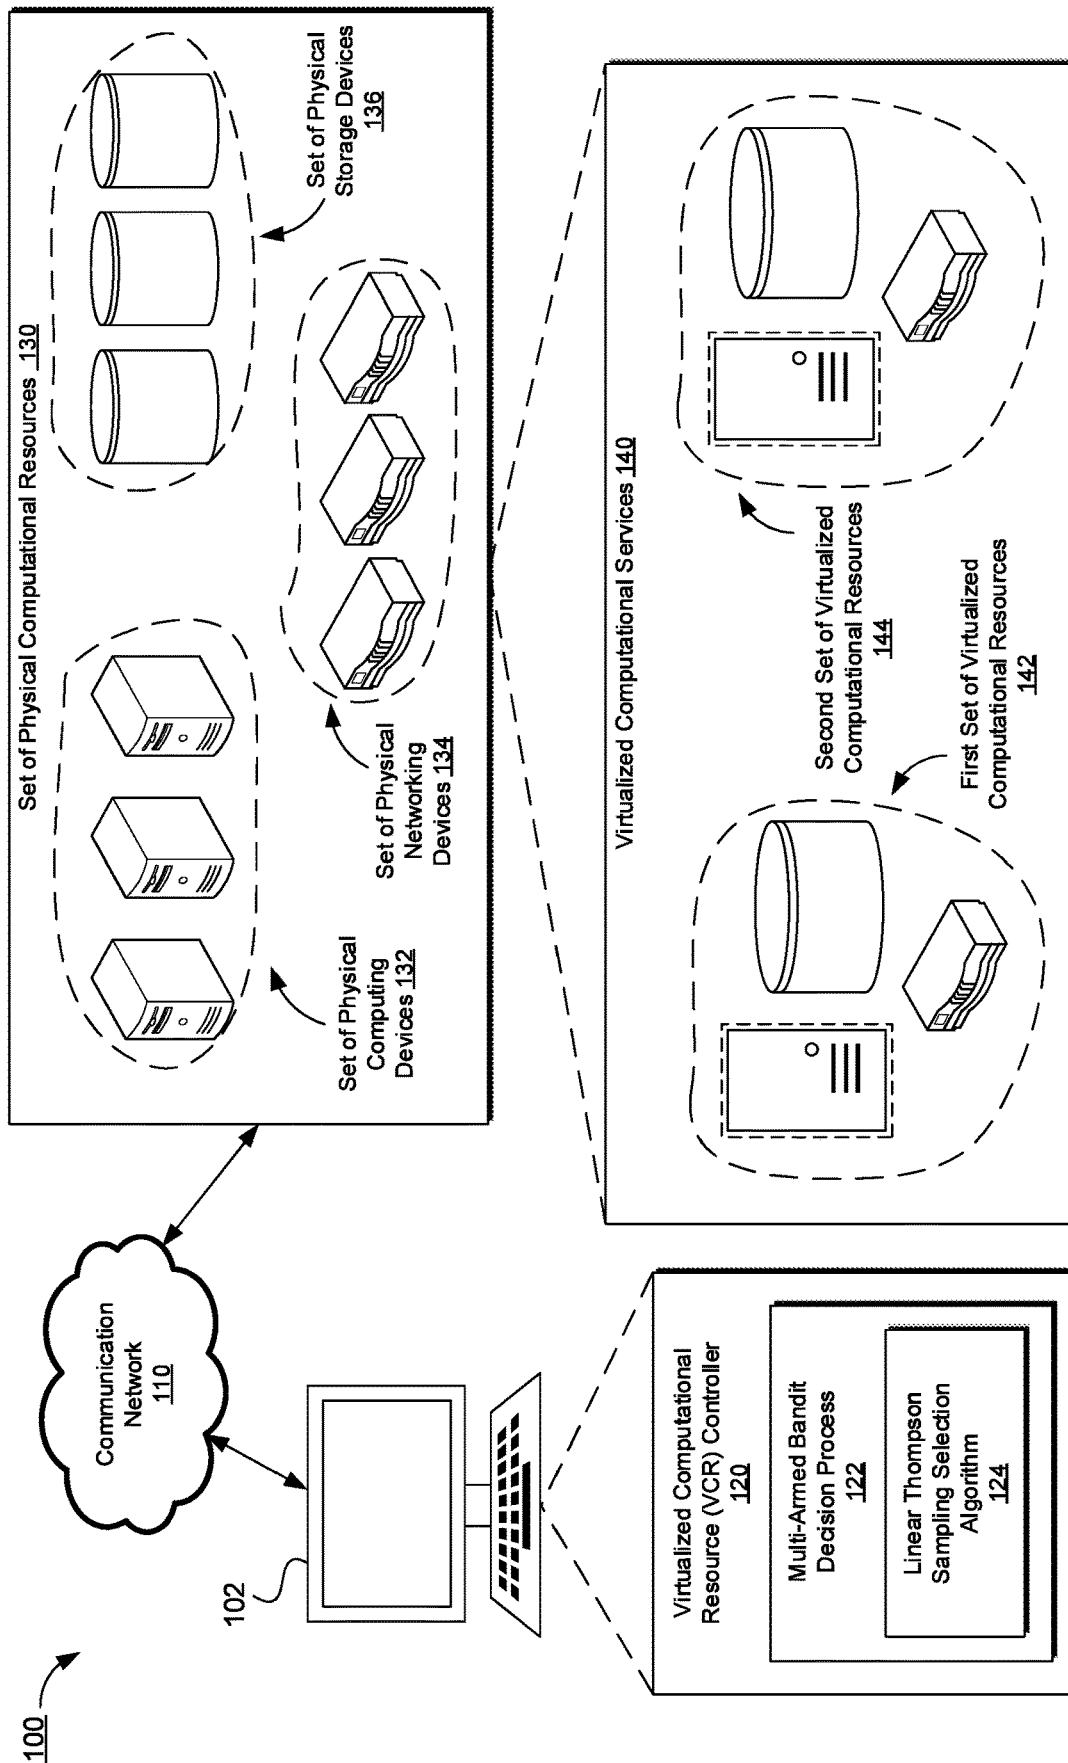 100
102
Communication
Network
110
Set of Physical Computational Resources 130
Set of Physical
Computing
Devices 132
Set of Physical
Networking
Devices 134
Set of Physical
Storage Devices
136
Virtualized Computational
Resource (VCR) Controller
120
Multi-Armed Bandit
Decision Process
122
Linear Thompson
Sampling Selection
Algorithm
124
Virtualized Computational Services 140
Second Set of Virtualized
Computational Resources
144
First Set of Virtualized
Computational Resources
142